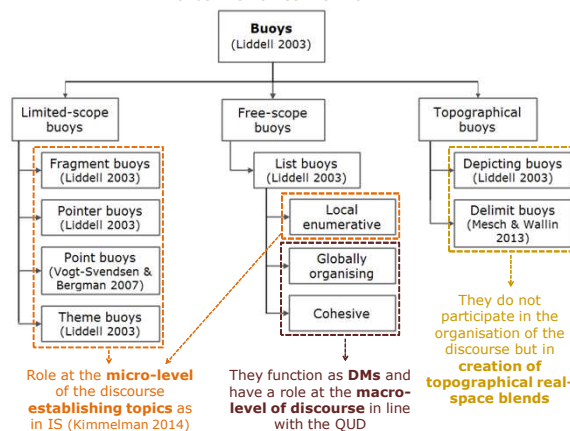 Buoys
(Liddell 2003)
Limited-scope
buoys
Free-scope
buoys
Topographical
buoys
Fragment buoys
(Liddell 2003)
Pointer buoys
(Liddell 2003)
Point buoys
(Vogt-Svendsen &
Bergman 2007)
Theme buoys
(Liddell 2003)
List buoys
(Liddell 2003)
Local
enumerative
Globally
organising
Cohesive
Depicting buoys
(Liddell 2003)
Delimit buoys
(Mesch & Wallin
2013)
Role at the micro-level
of the discourse
establishing topics as
in IS (Kimmelman 2014)
They function as DMs and
have a role at the macro-
level of discourse in line
with the QUD
They do not
participate in the
organisation of the
discourse but in
creation of
topographical real-
space blends